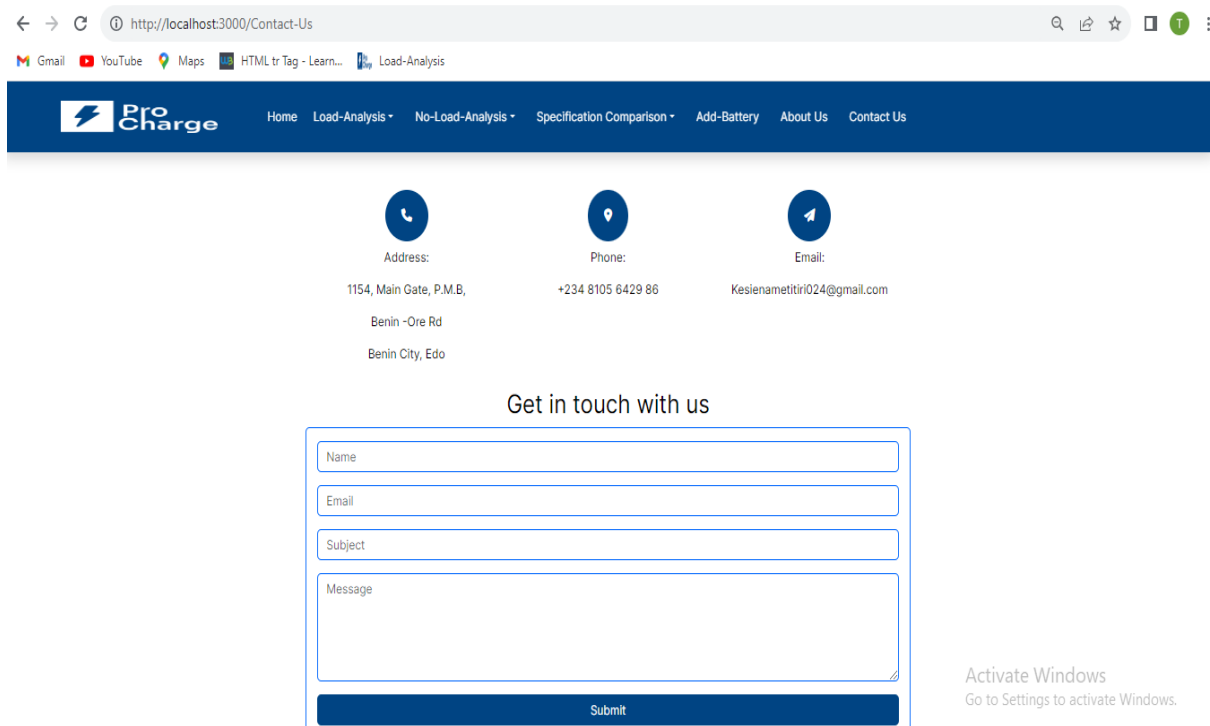 http://localhost:3000/Contact-Us
T
Gmail YouTube Maps HTML tr Tag - Learn... Load-Analysis
Pro
Charge
Home Load-Analysis No-Load-Analysis Specification Comparison Add-Battery About Us Contact Us
Address: Phone: Email:
1154, Main Gate, P.M.B, +234 8105 6429 86 Kesienametitiri024@gmail.com
Benin -Ore Rd
Benin City, Edo
Get in touch with us
Name
Email
Subject
Message
Submit
Activate Windows
Go to Settings to activate Windows.